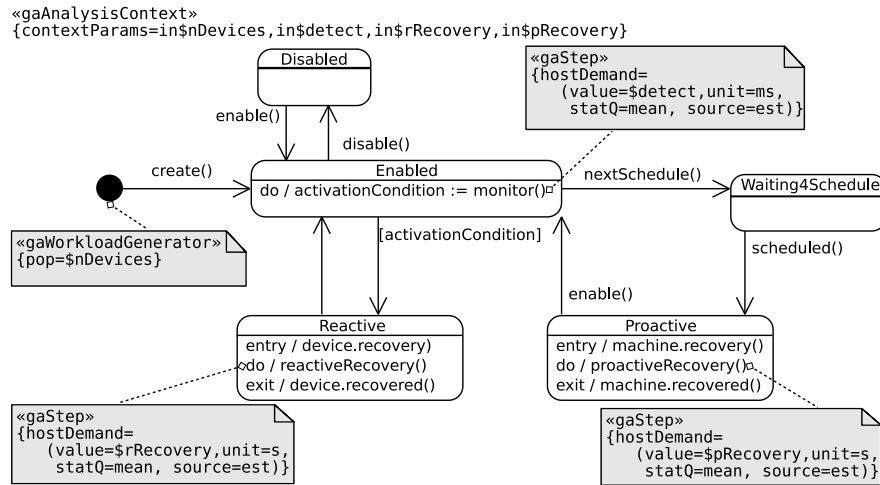 «gaAnalysisContext»
{contextParams=in$nDevices,in$detect,in$rRecovery,in$pRecovery}
Disabled
«gaStep»
{hostDemand=
(value=$detect,unit=ms,
statQ=mean, source=est)}
enable()
disable()
create()
Enabled
do / activationCondition := monitor()
nextSchedule()
Waiting4Schedule
«gaWorkloadGenerator»
{pop=$nDevices}
[activationCondition]
scheduled()
enable()
Reactive
entry / device.recovery)
do / reactiveRecovery()
exit / device.recovered()
Proactive
entry / machine.recovery()
do / proactiveRecovery()
exit / machine.recovered()
«gaStep»
{hostDemand=
(value=$rRecovery,unit=s,
statQ=mean, source=est)}
«gaStep»
{hostDemand=
(value=$pRecovery,unit=s,
statQ=mean, source=est)}